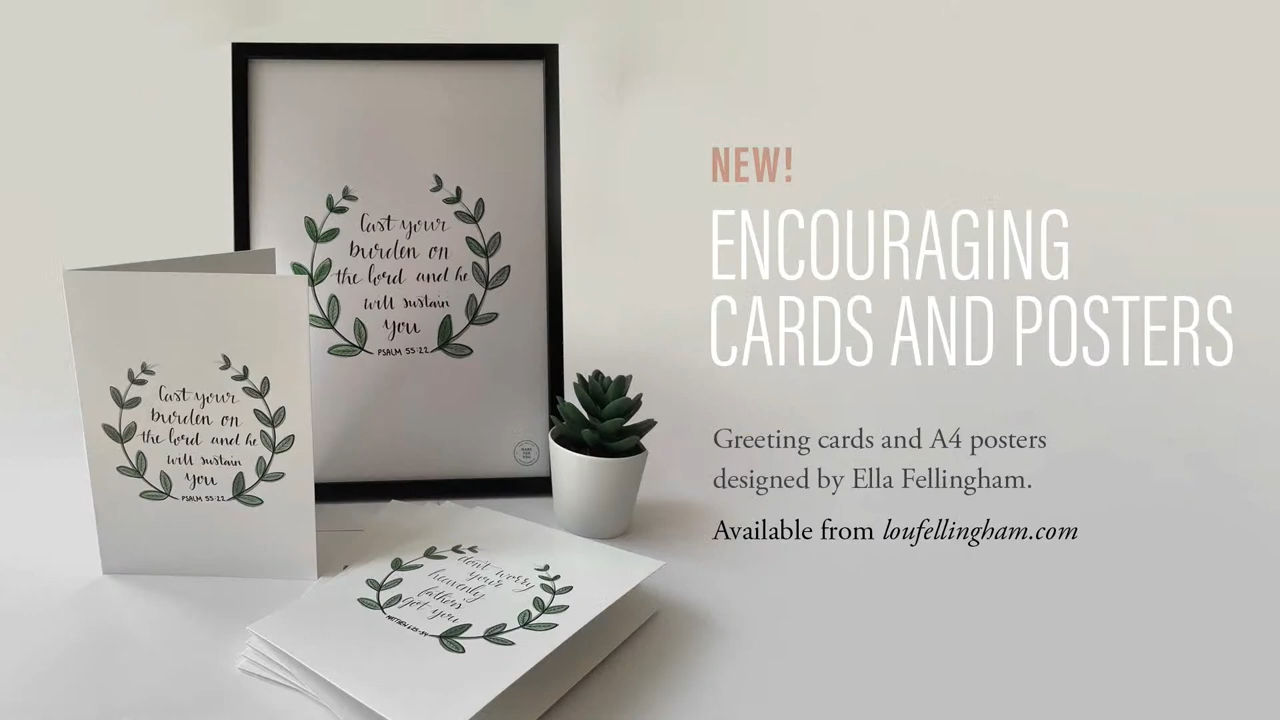 Cast your
burden on
the lord and he
will sustain
you
PSALM 55:22
Cast your
burden on
the lord and he
will sustain
you
PSALM 55:22
don't worry
your
heavenly
fathers
got you
MATTHEW
NEW!
ENCOURAGING
CARDS AND POSTERS
Greeting cards and A4 posters
designed by Ella Fellingham.
Available from loufellingham.com